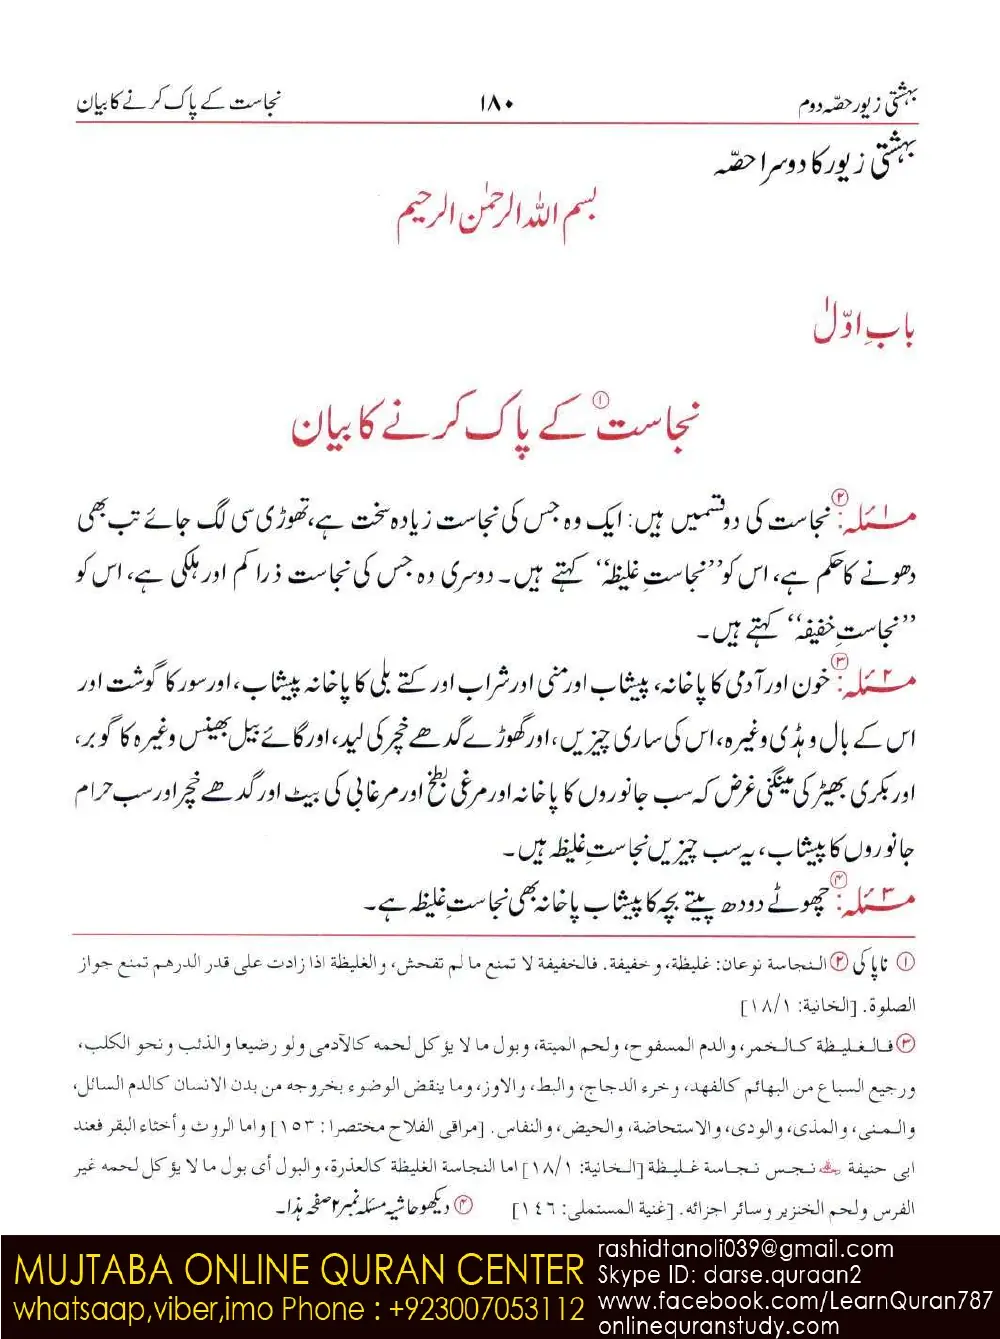 بہشتی زیور حصّہ دوم ۱۸۰ نجاست کے پاک کرنے کا بیان
بہشتی زیور کا دوسرا حصّہ
بسم اللہ الرحمٰن الرحیم
بابِ اوّل
نجاست① کے پاک کرنے کا بیان
مسئلہ۱②: نجاست کی دو قسمیں ہیں: ایک وہ جس کی نجاست زیادہ سخت ہے، تھوڑی سی لگ جائے تب بھی
دھونے کا حکم ہے، اس کو ’’نجاستِ غلیظہ‘‘ کہتے ہیں۔ دوسری وہ جس کی نجاست ذرا کم اور ہلکی ہے، اس کو
’’نجاستِ خفیفہ‘‘ کہتے ہیں۔
مسئلہ۲③: خون اور آدمی کا پاخانہ، پیشاب اور منی اور شراب اور کتے بلی کا پاخانہ پیشاب، اور سور کا گوشت اور
اس کے بال و ہڈی وغیرہ، اس کی ساری چیزیں، اور گھوڑے گدھے خچر کی لید، اور گائے بیل بھینس وغیرہ کا گوبر،
اور بکری بھیڑ کی مینگنی غرض کہ سب جانوروں کا پاخانہ اور مرغی بطخ اور مرغابی کی بیٹ اور گدھے خچر اور سب حرام
جانوروں کا پیشاب، یہ سب چیزیں نجاستِ غلیظہ ہیں۔
مسئلہ۳④: چھوٹے دودھ پیتے بچہ کا پیشاب پاخانہ بھی نجاستِ غلیظہ ہے۔
① ناپاکی ② النجاسة نوعان: غليظة، وخفيفة. فالخفيفة لا تمنع ما لم تفحش، والغليظة اذا زادت على قدر الدرهم تمنع جواز
الصلوة. [الخانية: ١/١٨]
③ فالغليظة كالخمر، والدم المسفوح، ولحم الميتة، وبول ما لا يؤكل لحمه كالآدمى ولو رضيعا والذئب ونحو الكلب،
ورجيع السباع من البهائم كالفهد، وخرء الدجاج، والبط، والاوز، وما ينقض الوضوء بخروجه من بدن الانسان كالدم السائل،
والمنى، والمذى، والودى، والاستحاضة، والحيض، والنفاس. [مراقى الفلاح مختصرا: ١٥٣] واما الروث وأخثاء البقر فعند
ابى حنيفة نجس نجاسة غليظة [الخانية: ١/١٨] اما النجاسة الغليظة كالعذرة، والبول أى بول ما لا يؤكل لحمه غير
الفرس ولحم الخنزير وسائر اجزائه. [غنية المستملى: ١٤٦] ④ دیکھو حاشیہ مسئلہ نمبر ۲ صفحہ ہذا۔
MUJTABA ONLINE QURAN CENTER
whatsaap,viber,imo Phone : +923007053112
rashidtanoli039@gmail.com
Skype ID: darse.quraan2
www.facebook.com/LearnQuran787
onlinequranstudy.com